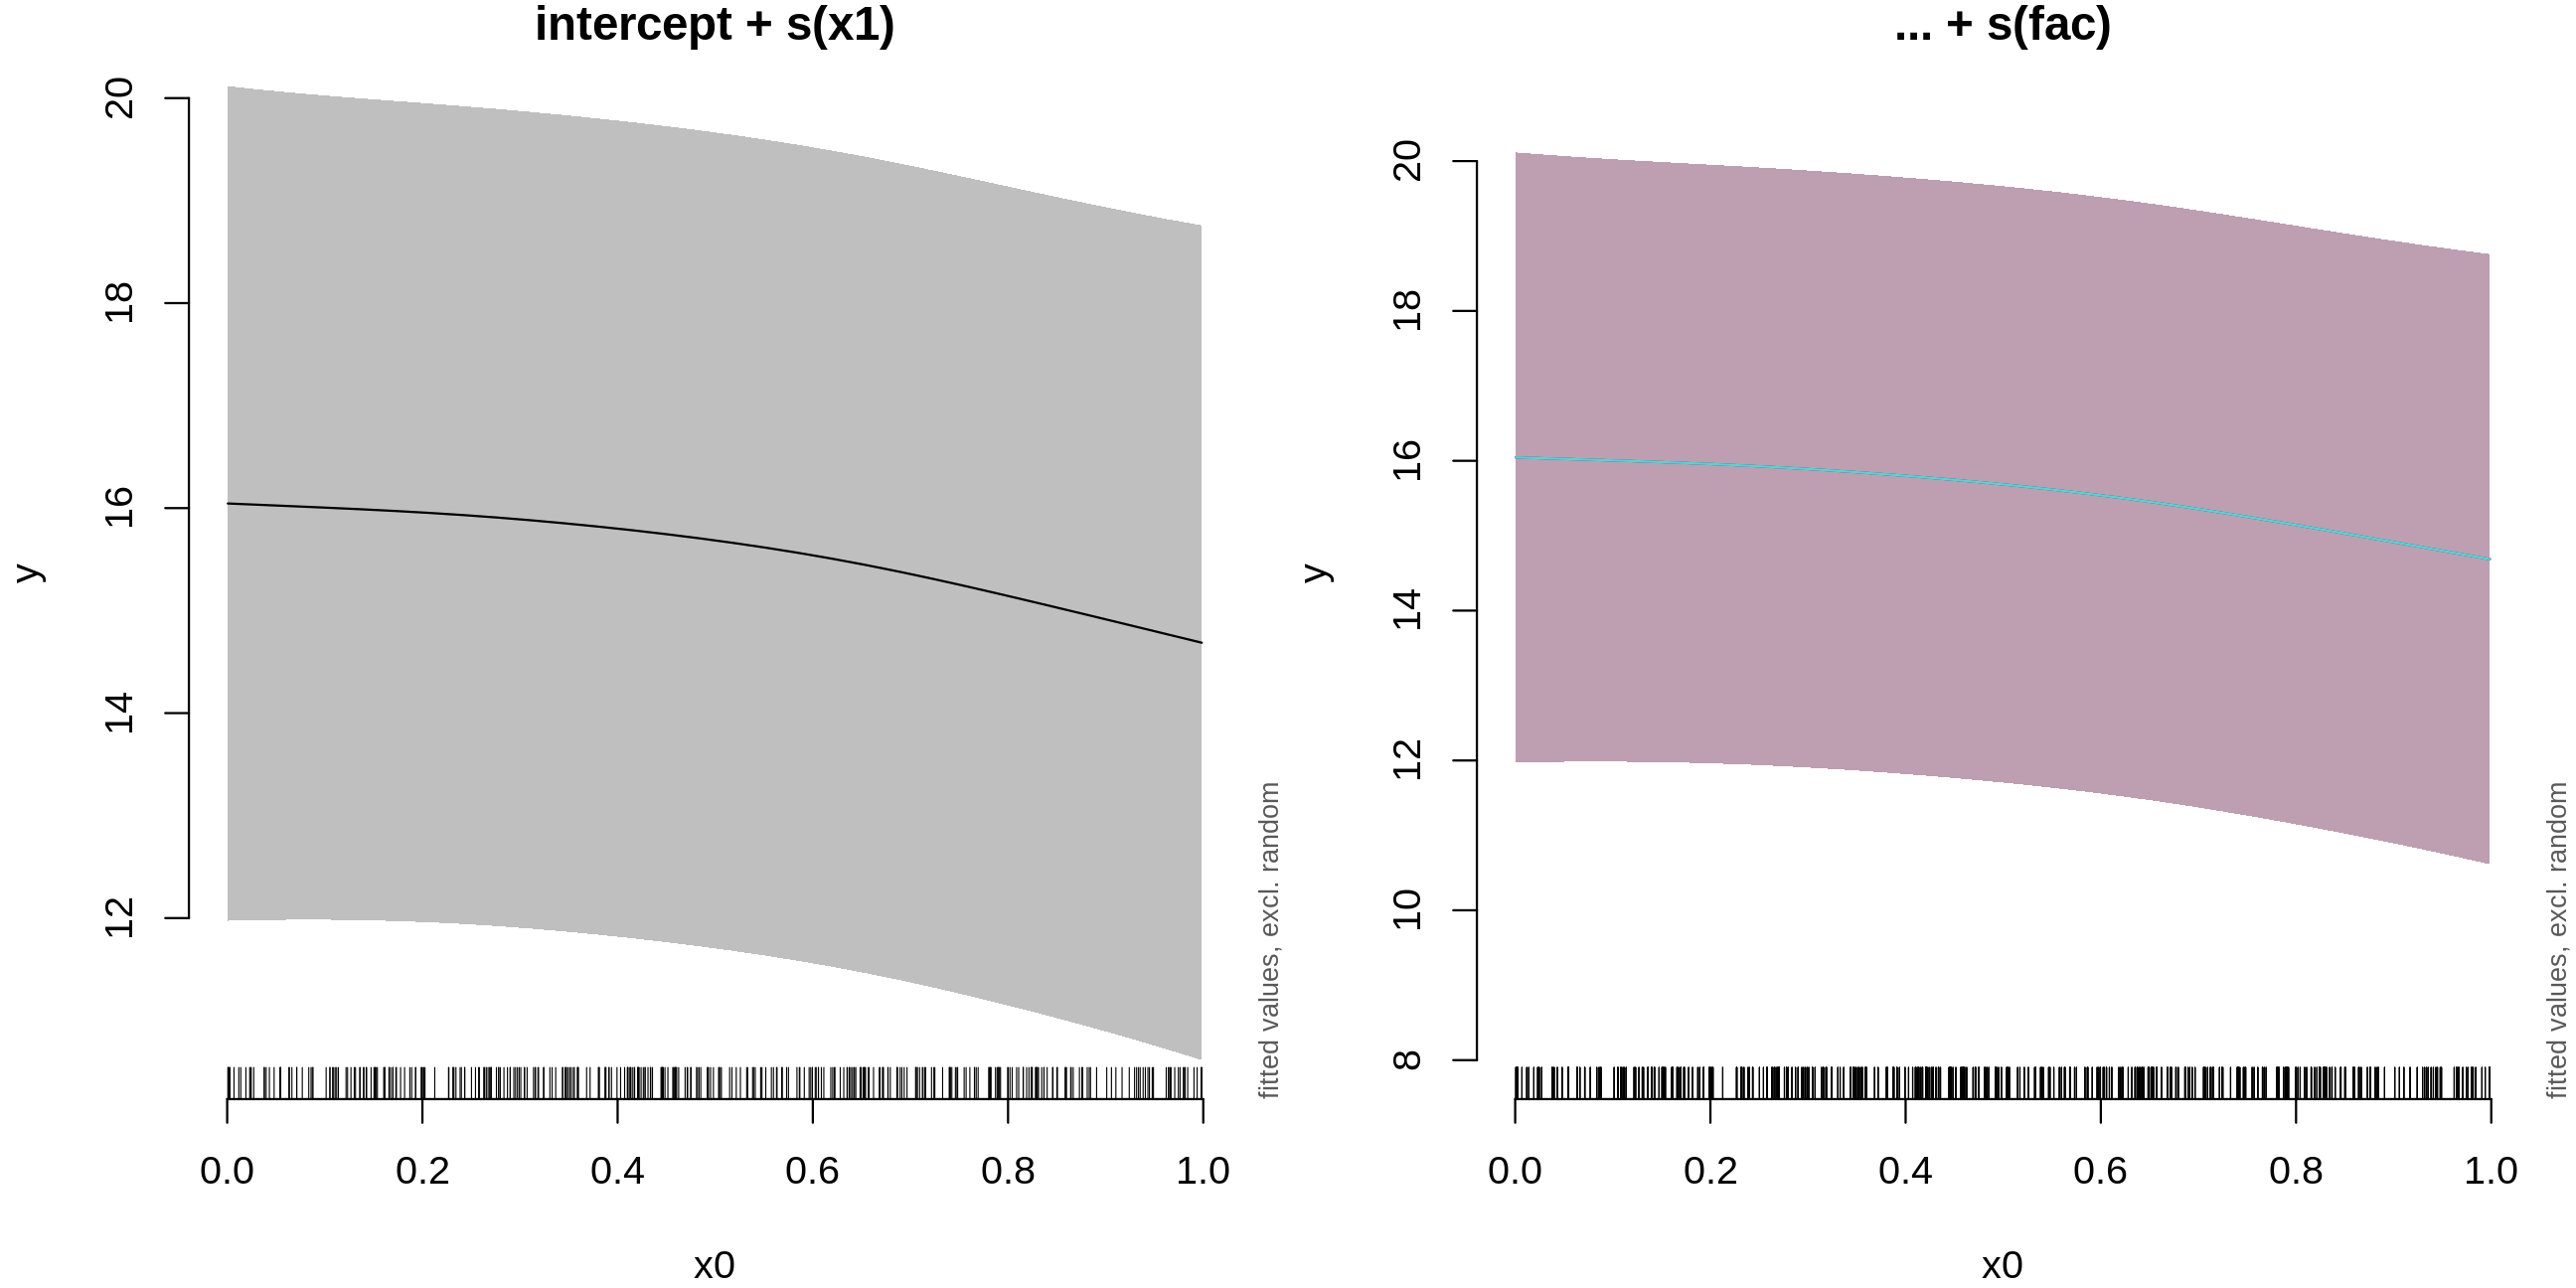 intercept + s(x1)
20
18
16
14
12
y
0.0 0.2 0.4 0.6 0.8 1.0
x0
fitted values, excl. random
... + s(fac)
20
18
16
14
12
10
8
y
0.0 0.2 0.4 0.6 0.8 1.0
x0
fitted values, excl. random